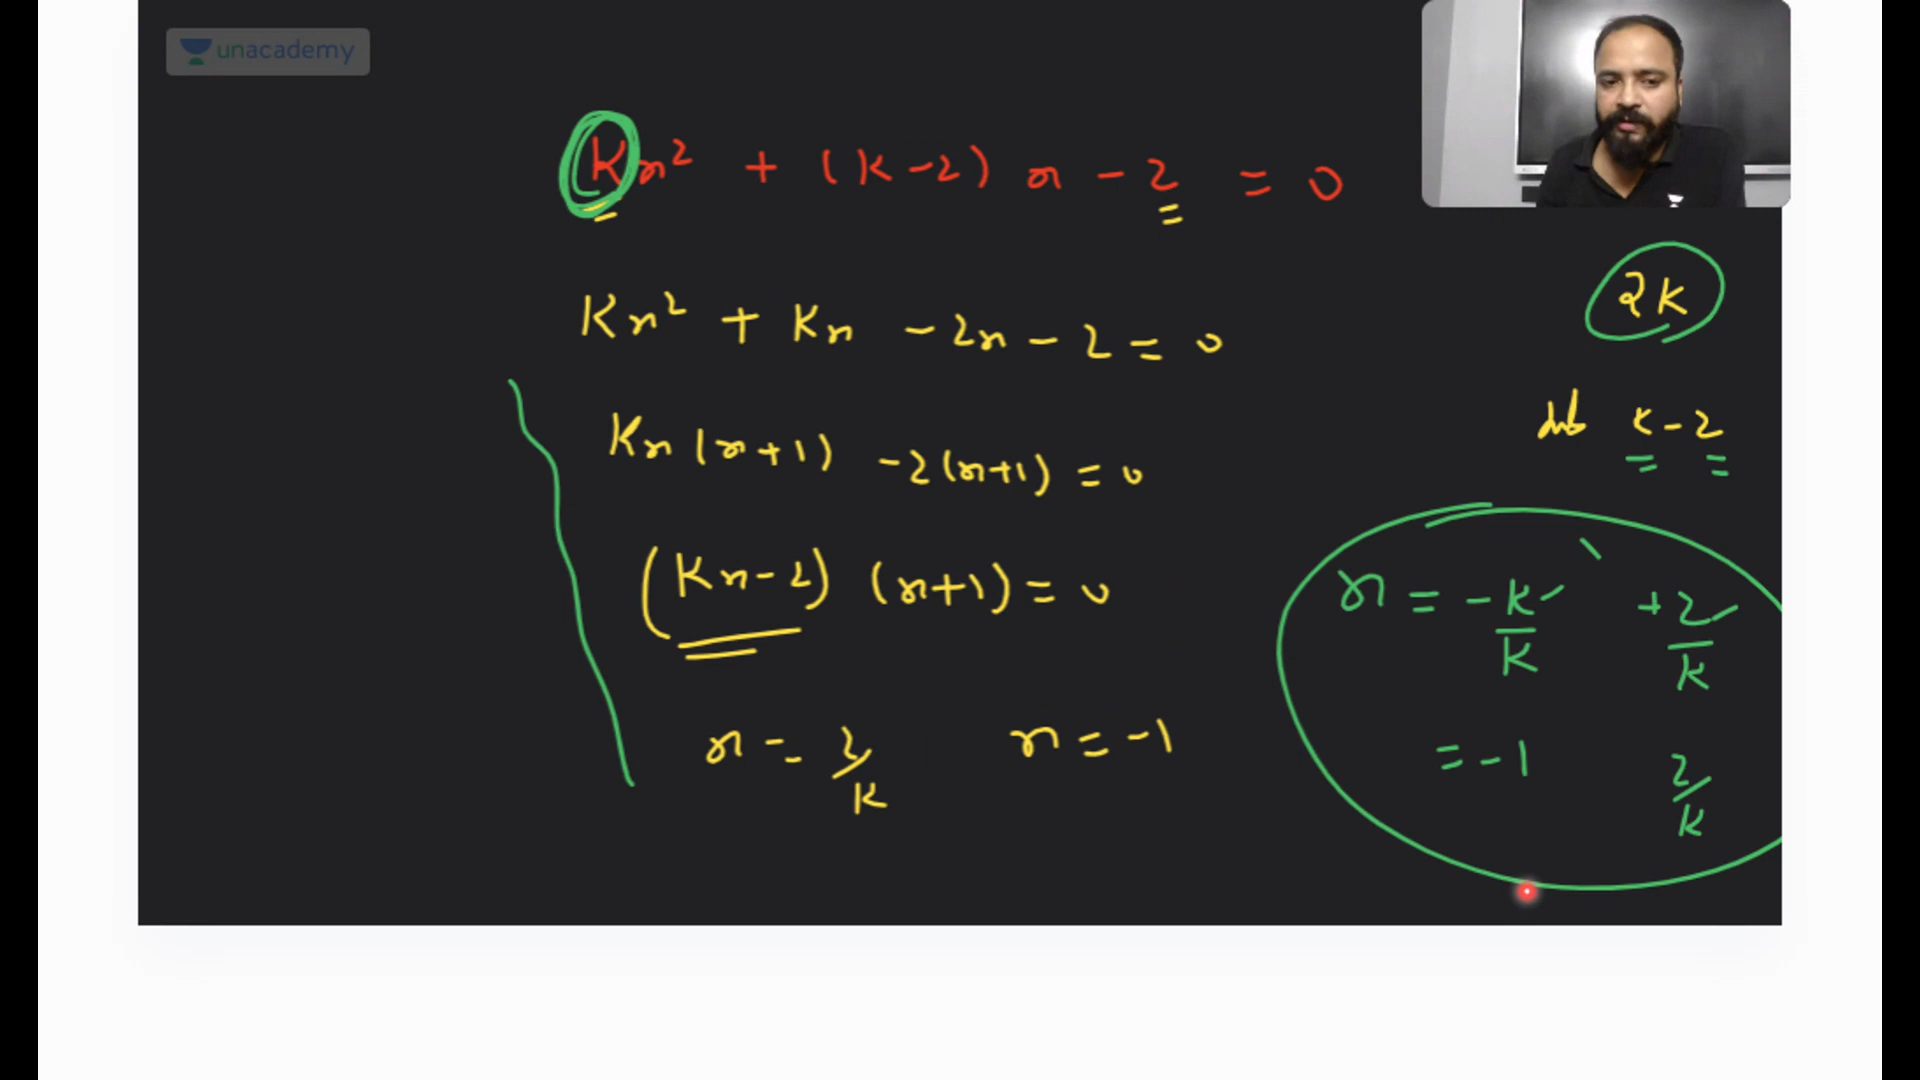 unacademy
Kx² + (k-2) x - 2 = 0
Kx² + Kx - 2x - 2 = 0
Kx (x+1) -2(x+1) = 0
(Kx-2) (x+1) = 0
x = 2/K x = -1
2K
K-2
x = -K/K +2/K
= -1 2/K